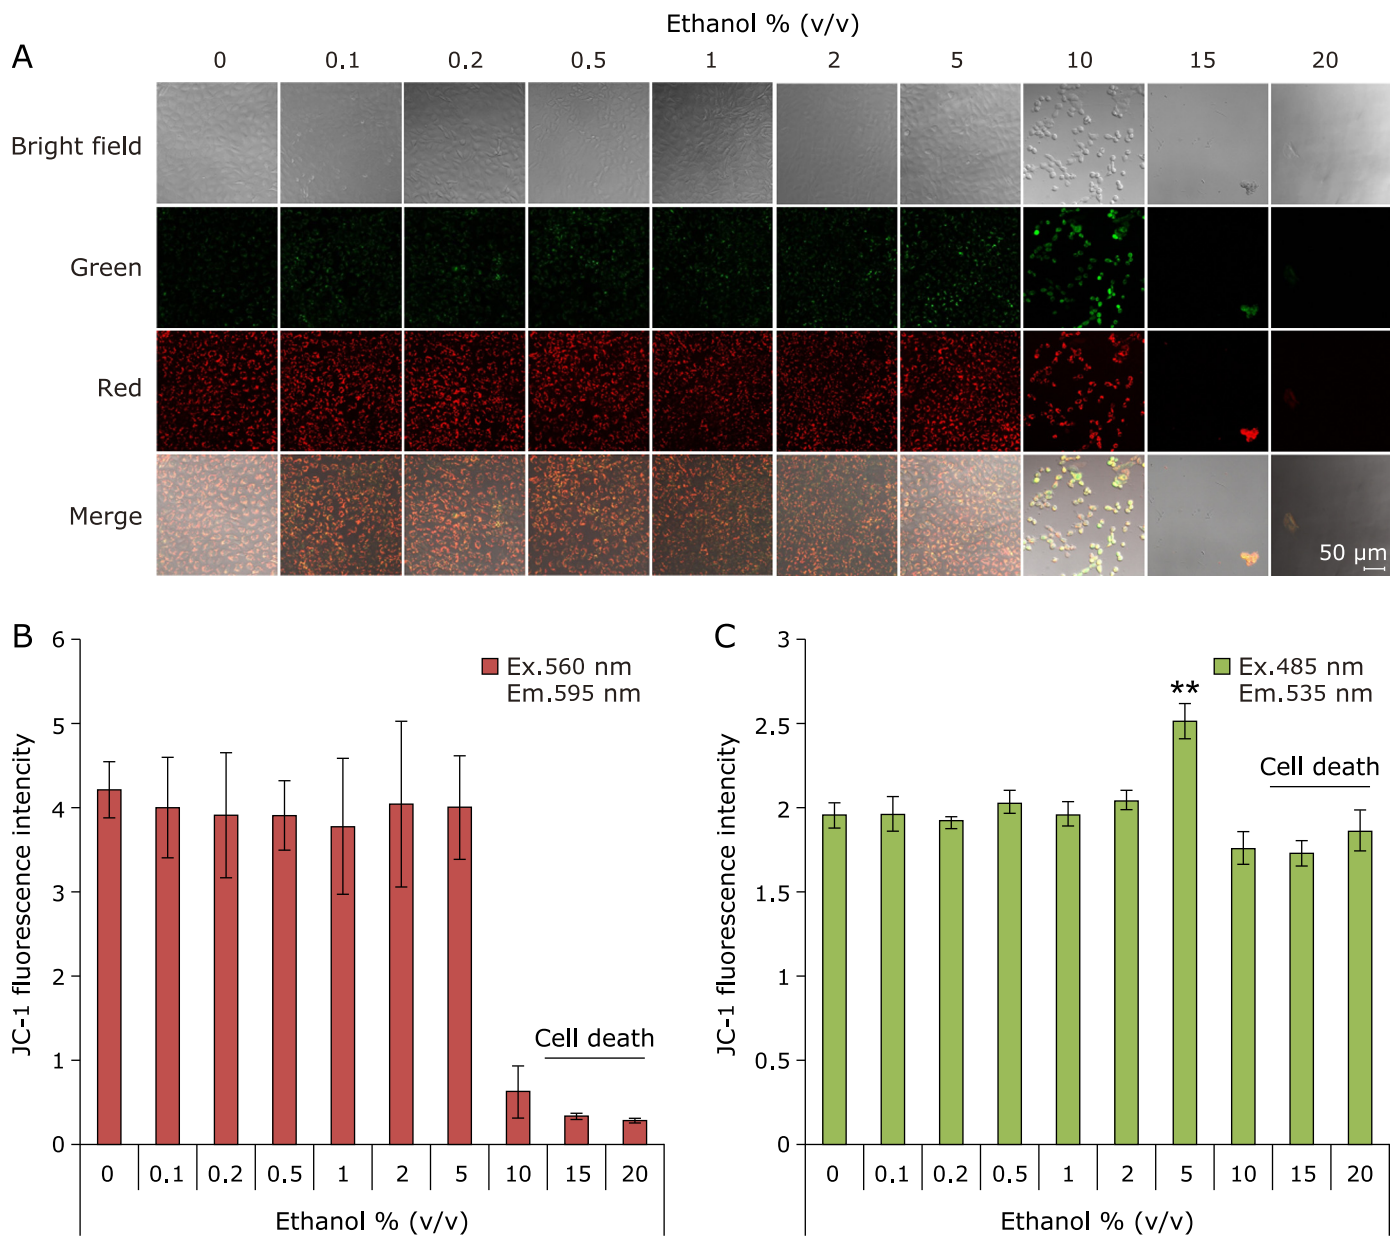 Ethanol % (v/v)
A
0 0.1 0.2 0.5 1 2 5 10 15 20
Bright field
Green
Red
Merge
50 µm
B
6
5
4
3
2
1
0
JC-1 fluorescence intencity
Ex.560 nm
Em.595 nm
Cell death
0 0.1 0.2 0.5 1 2 5 10 15 20
Ethanol % (v/v)
C
3
2.5
2
1.5
1
0.5
0
JC-1 fluorescence intencity
Ex.485 nm
Em.535 nm
**
Cell death
0 0.1 0.2 0.5 1 2 5 10 15 20
Ethanol % (v/v)